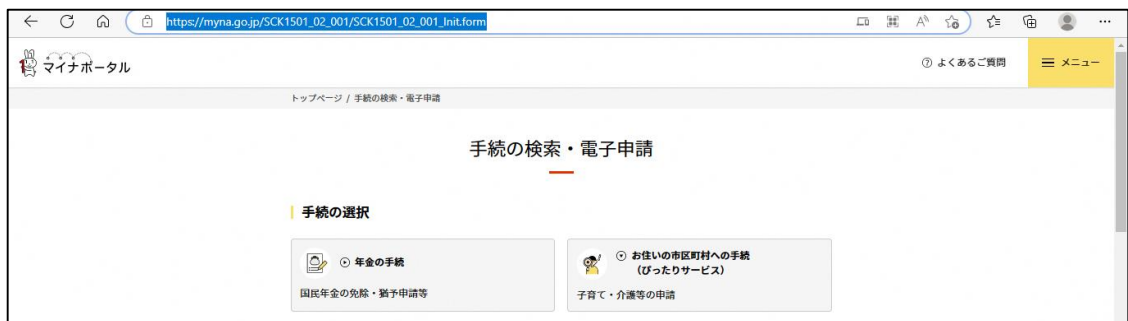 https://myna.go.jp/SCK1501_02_001/SCK1501_02_001_Init.form
マイナポータル
よくあるご質問
メニュー
トップページ / 手続の検索・電子申請
手続の検索・電子申請
手続の選択
年金の手続
国民年金の免除・猶予申請等
お住いの市区町村への手続
(ぴったりサービス)
子育て・介護等の申請